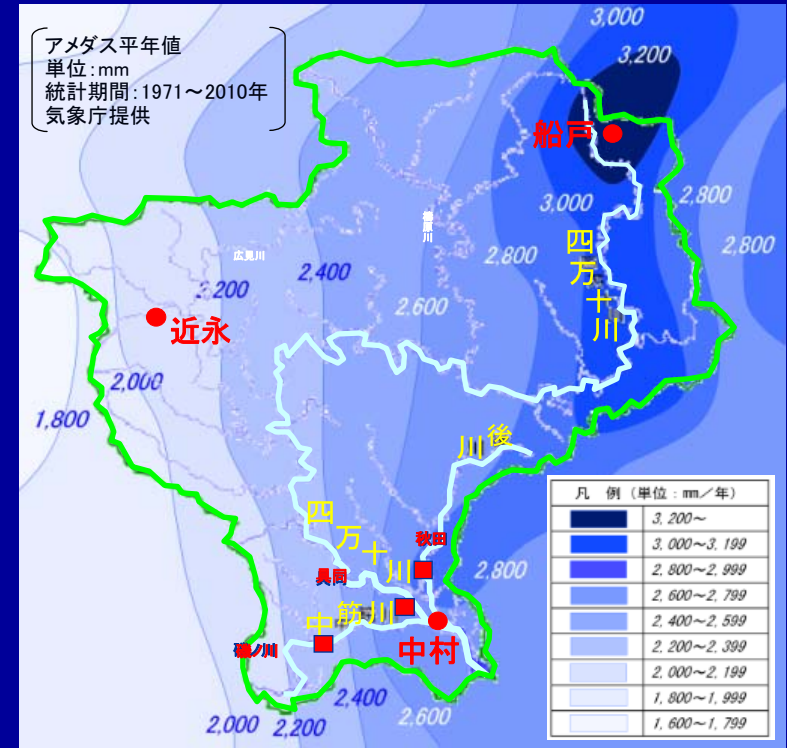 アメダス平年値
単位:mm
統計期間:1971～2010年
気象庁提供
3,000
3,200
船戸
2,800
3,000
四万十川
2,800
2,800
梼原川
広見川
2,400
2,200
2,600
近永
2,000
1,800
後川
四万十川
秋田
具同
2,800
中筋川
磯ノ川
中村
2,400
2,600
2,000
2,200
凡 例 (単位:mm/年)
3,200～
3,000～3,199
2,800～2,999
2,600～2,799
2,400～2,599
2,200～2,399
2,000～2,199
1,800～1,999
1,600～1,799